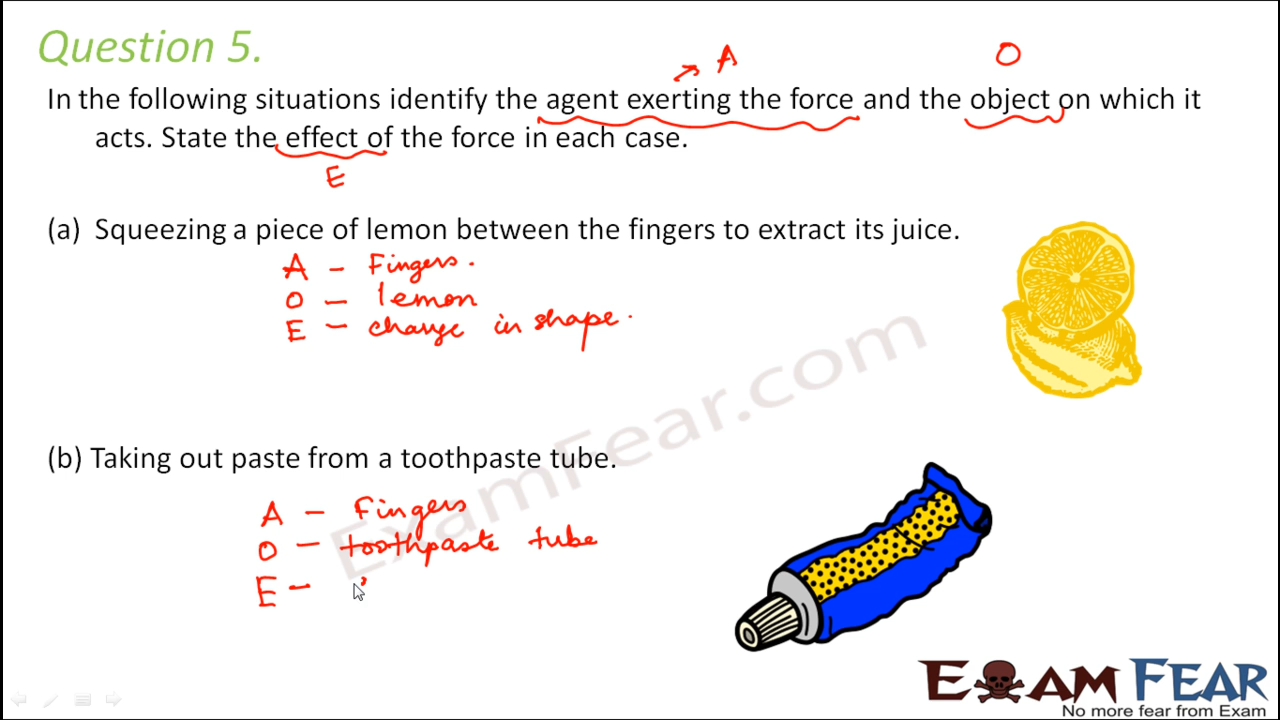 Question 5.
A
O
In the following situations identify the agent exerting the force and the object on which it
acts. State the effect of the force in each case.
E
(a) Squeezing a piece of lemon between the fingers to extract its juice.
A – Fingers.
O – lemon
E – change in shape.
ExamFear.com
(b) Taking out paste from a toothpaste tube.
A – Fingers
O – toothpaste tube
E –
EXAM FEAR
No more fear from Exam